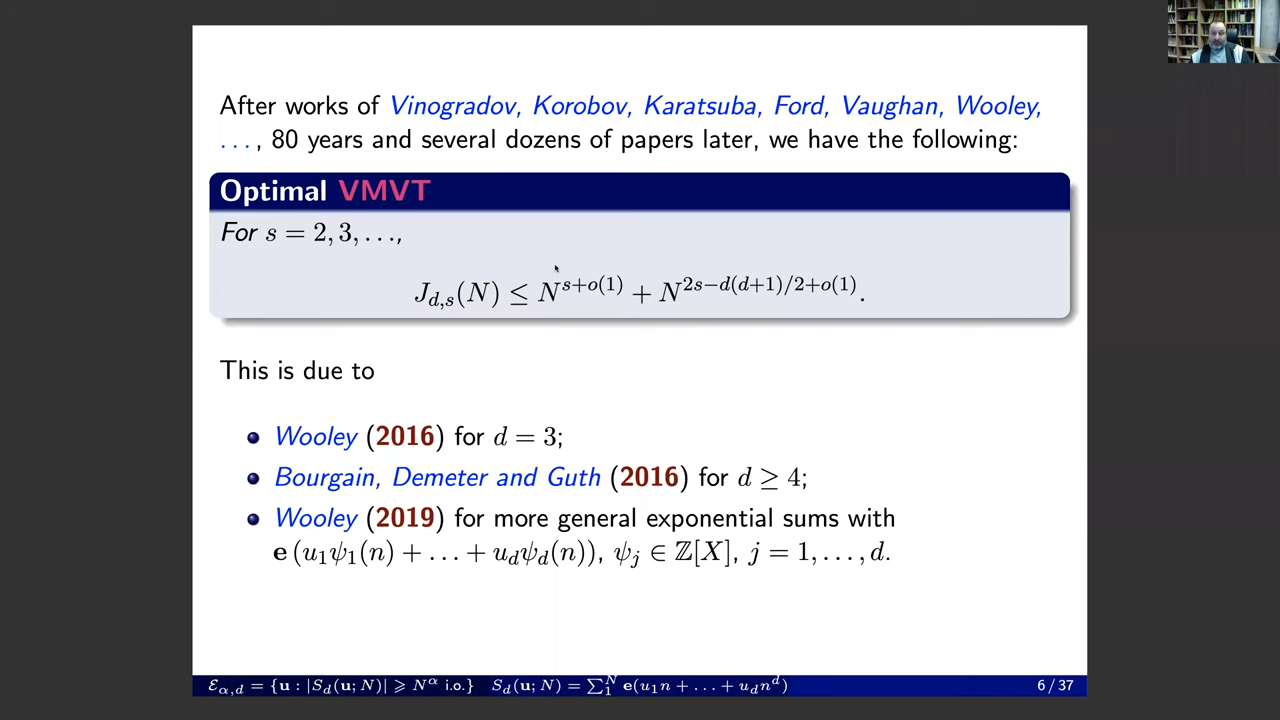 After works of Vinogradov, Korobov, Karatsuba, Ford, Vaughan, Wooley,
. . . , 80 years and several dozens of papers later, we have the following:
Optimal VMVT
For s = 2, 3, . . .,
J_{d,s}(N) ≤ N^{s+o(1)} + N^{2s−d(d+1)/2+o(1)}.
This is due to
• Wooley (2016) for d = 3;
• Bourgain, Demeter and Guth (2016) for d ≥ 4;
• Wooley (2019) for more general exponential sums with
e (u₁ψ₁(n) + . . . + u_dψ_d(n)), ψ_j ∈ ℤ[X], j = 1, . . . , d.
ℰ_{α,d} = {u : |S_d(u; N)| ⩾ N^α i.o.} S_d(u; N) = ∑₁^N e(u₁n + . . . + u_dn^d) 6 / 37